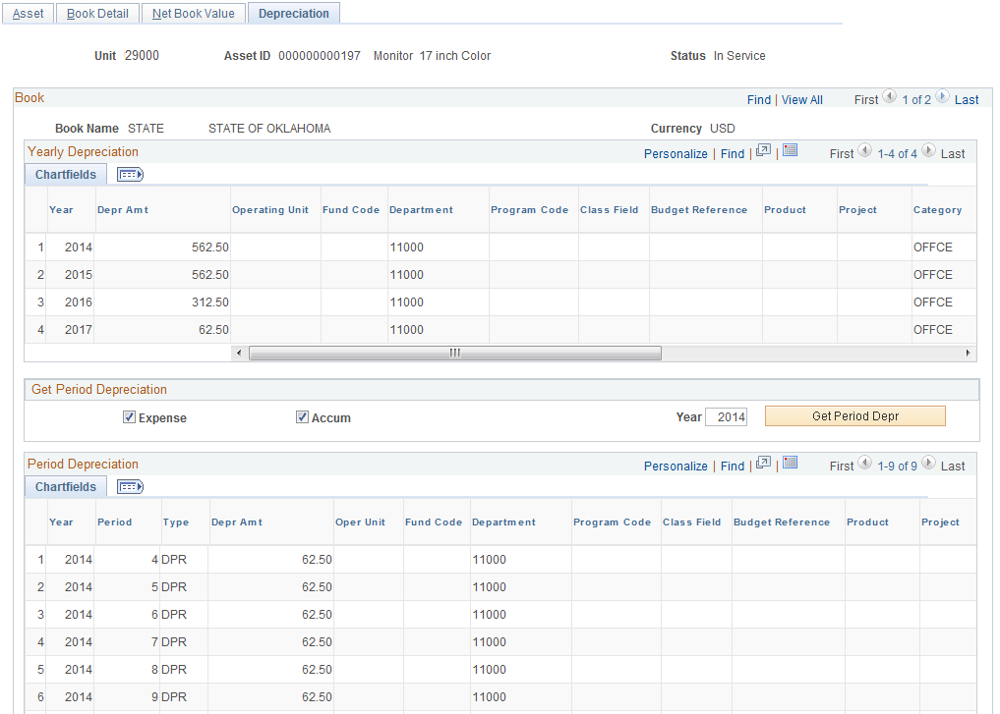 Asset Book Detail Net Book Value Depreciation
Unit 29000 Asset ID 000000000197 Monitor 17 inch Color Status In Service
Book Find | View All First 1 of 2 Last
Book Name STATE STATE OF OKLAHOMA Currency USD
Yearly Depreciation Personalize | Find | | First 1-4 of 4 Last
Chartfields
Year Depr Amt Operating Unit Fund Code Department Program Code Class Field Budget Reference Product Project Category
1 2014 562.50 11000 OFFCE
2 2015 562.50 11000 OFFCE
3 2016 312.50 11000 OFFCE
4 2017 62.50 11000 OFFCE
Get Period Depreciation
Expense Accum Year 2014 Get Period Depr
Period Depreciation Personalize | Find | | First 1-9 of 9 Last
Chartfields
Year Period Type Depr Amt Oper Unit Fund Code Department Program Code Class Field Budget Reference Product Project
1 2014 4 DPR 62.50 11000
2 2014 5 DPR 62.50 11000
3 2014 6 DPR 62.50 11000
4 2014 7 DPR 62.50 11000
5 2014 8 DPR 62.50 11000
6 2014 9 DPR 62.50 11000